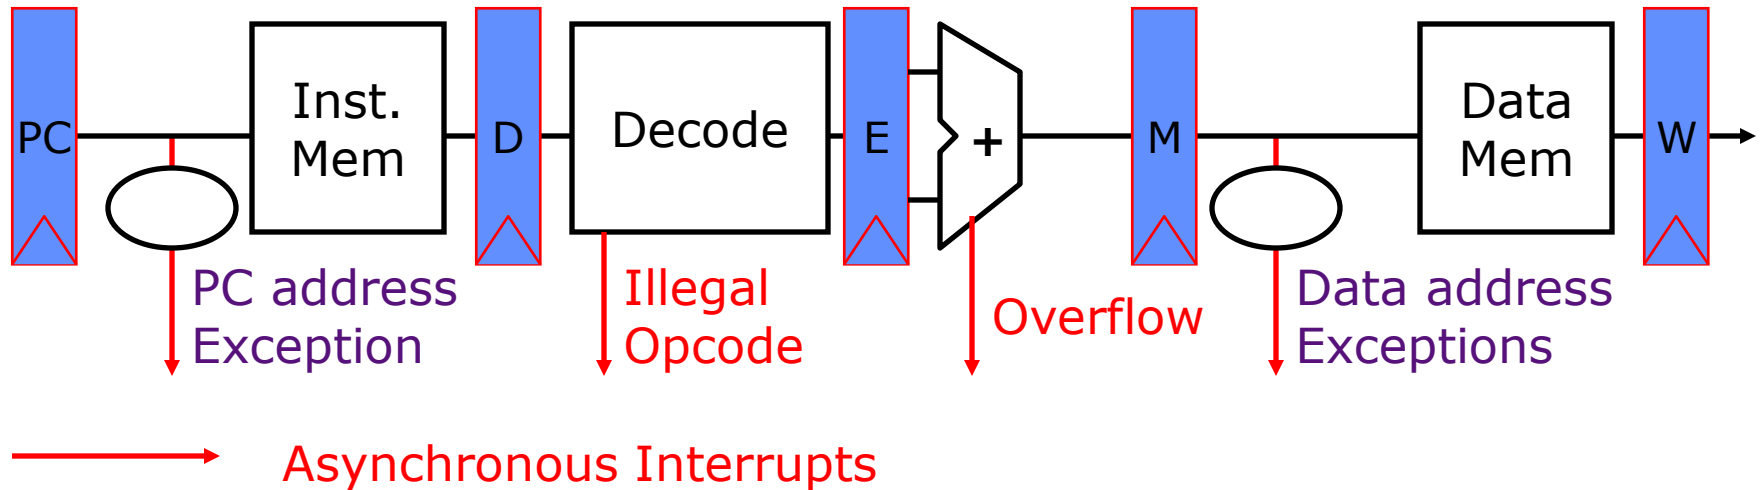 PC
Inst.
Mem
D
Decode
E
+
M
Data
Mem
W
PC address
Exception
Illegal
Opcode
Overflow
Data address
Exceptions
Asynchronous Interrupts